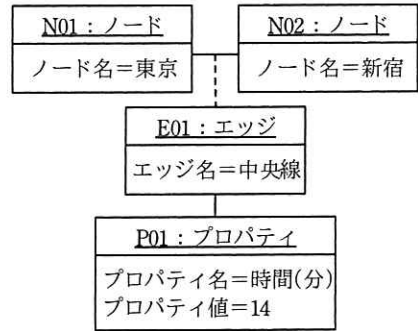 N01：ノード
ノード名＝東京
N02：ノード
ノード名＝新宿
E01：エッジ
エッジ名＝中央線
P01：プロパティ
プロパティ名＝時間(分)
プロパティ値＝14